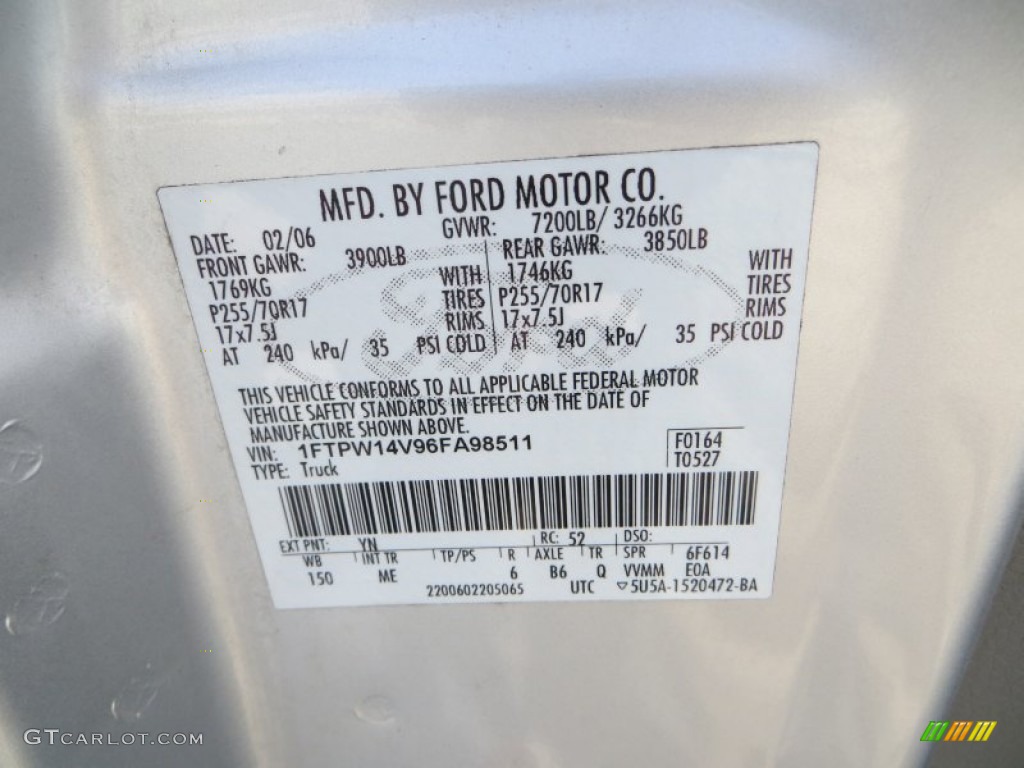 MFD. BY FORD MOTOR CO.
DATE: 02/06 GVWR: 7200LB/ 3266KG
FRONT GAWR: 3900LB REAR GAWR: 3850LB
1769KG WITH 1746KG WITH
P255/70R17 TIRES P255/70R17 TIRES
17x7.5J RIMS 17x7.5J RIMS
AT 240 kPa/ 35 PSI COLD AT 240 kPa/ 35 PSI COLD
Ford
THIS VEHICLE CONFORMS TO ALL APPLICABLE FEDERAL MOTOR
VEHICLE SAFETY STANDARDS IN EFFECT ON THE DATE OF
MANUFACTURE SHOWN ABOVE.
VIN: 1FTPW14V96FA98511 F0164
TYPE: Truck T0527
EXT PNT: YN RC: 52 DSO:
WB INT TR TP/PS R AXLE TR SPR 6F614
150 ME 6 B6 Q VVMM EOA
2200602205065 UTC ▽5U5A-1520472-BA
GTCARLOT.COM